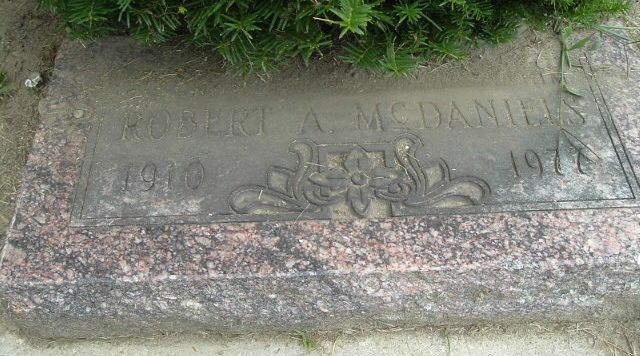 ROBERT A. McDANIELS
1910 1977